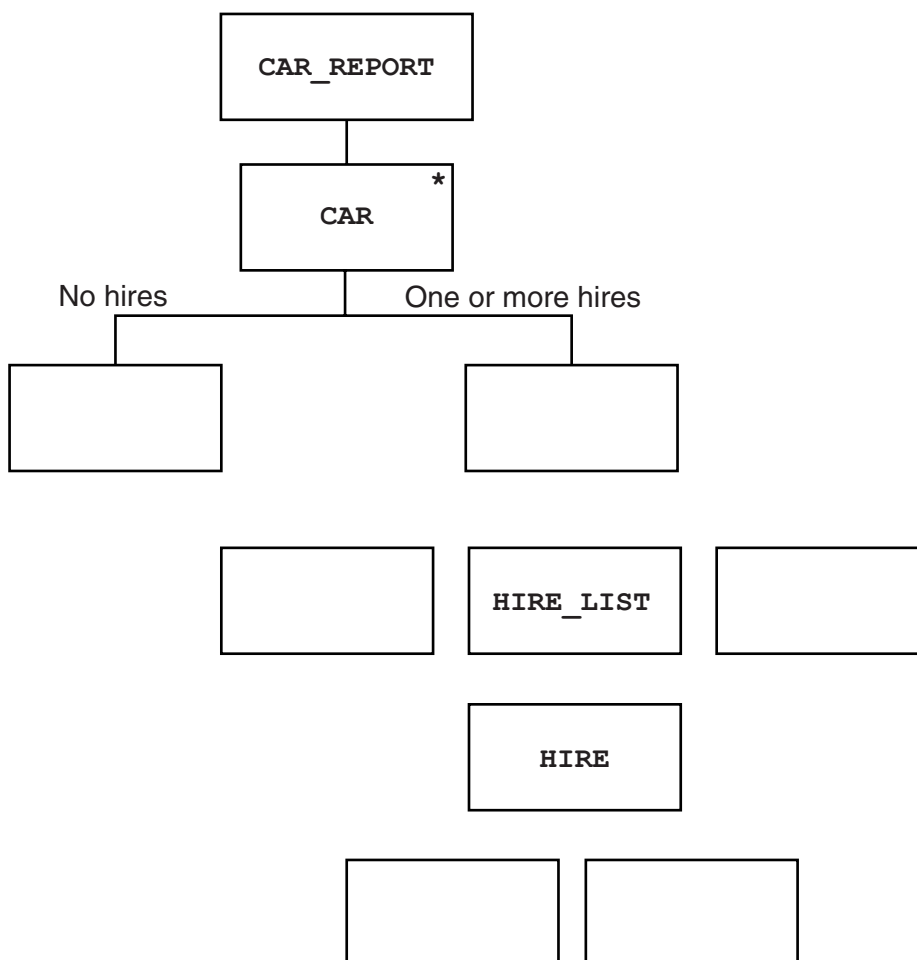 CAR_REPORT
*
CAR
No hires
One or more hires
HIRE_LIST
HIRE